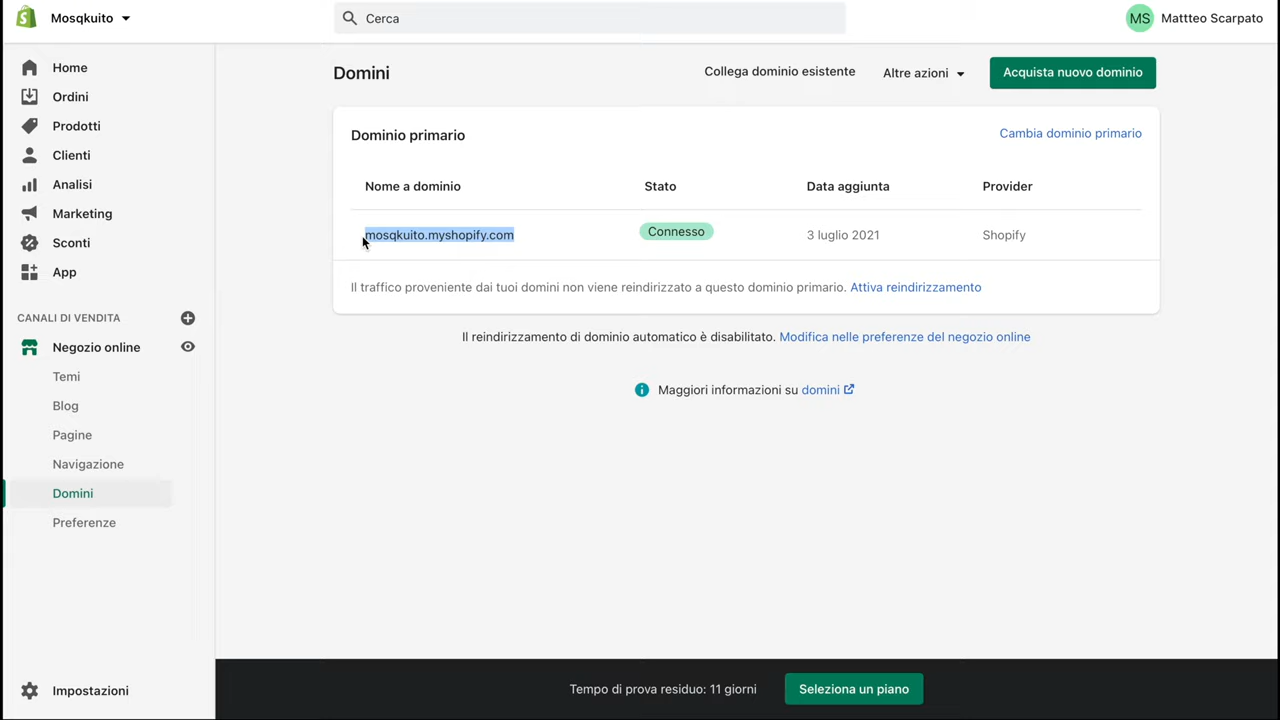 Mosqkuito
Cerca
MS Mattteo Scarpato
Home
Ordini
Prodotti
Clienti
Analisi
Marketing
Sconti
App
CANALI DI VENDITA
Negozio online
Temi
Blog
Pagine
Navigazione
Domini
Preferenze
Impostazioni
Domini
Collega dominio esistente
Altre azioni
Acquista nuovo dominio
Dominio primario
Cambia dominio primario
Nome a dominio Stato Data aggiunta Provider
mosqkuito.myshopify.com Connesso 3 luglio 2021 Shopify
Il traffico proveniente dai tuoi domini non viene reindirizzato a questo dominio primario. Attiva reindirizzamento
Il reindirizzamento di dominio automatico è disabilitato. Modifica nelle preferenze del negozio online
Maggiori informazioni su domini
Tempo di prova residuo: 11 giorni
Seleziona un piano